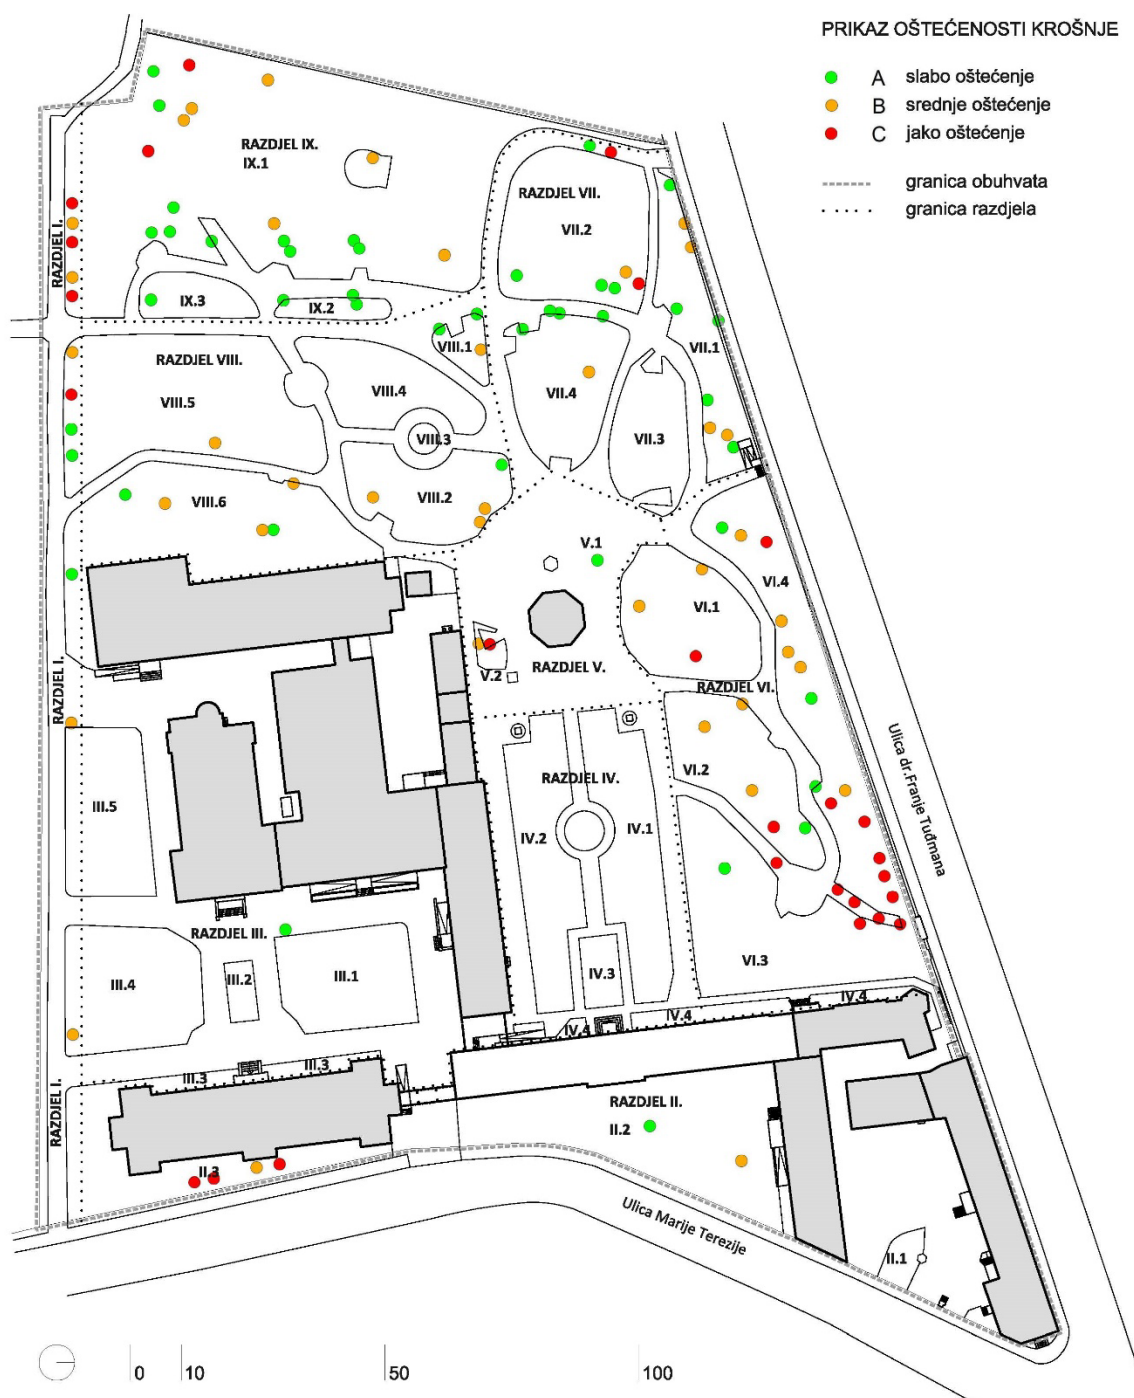 PRIKAZ OŠTEĆENOSTI KROŠNJE
A slabo oštećenje
B srednje oštećenje
C jako oštećenje
granica obuhvata
granica razdjela
RAZDJEL IX.
IX.1
RAZDJEL VII.
VII.2
RAZDJEL I.
IX.3
IX.2
VIII.1
VII.1
RAZDJEL VIII.
VIII.4
VII.4
VIII.5
VIII.3
VII.3
VIII.2
VIII.6
V.1
VI.4
VI.1
RAZDJEL V.
V.2
RAZDJEL VI.
RAZDJEL I.
Ulica dr.Franje Tuđmana
VI.2
RAZDJEL IV.
III.5
IV.2
IV.1
RAZDJEL III.
VI.3
III.4
III.2
III.1
IV.3
IV.4
IV.4
IV.4
III.3
III.3
RAZDJEL I.
RAZDJEL II.
II.2
II.3
Ulica Marije Terezije
II.1
0 10 50 100